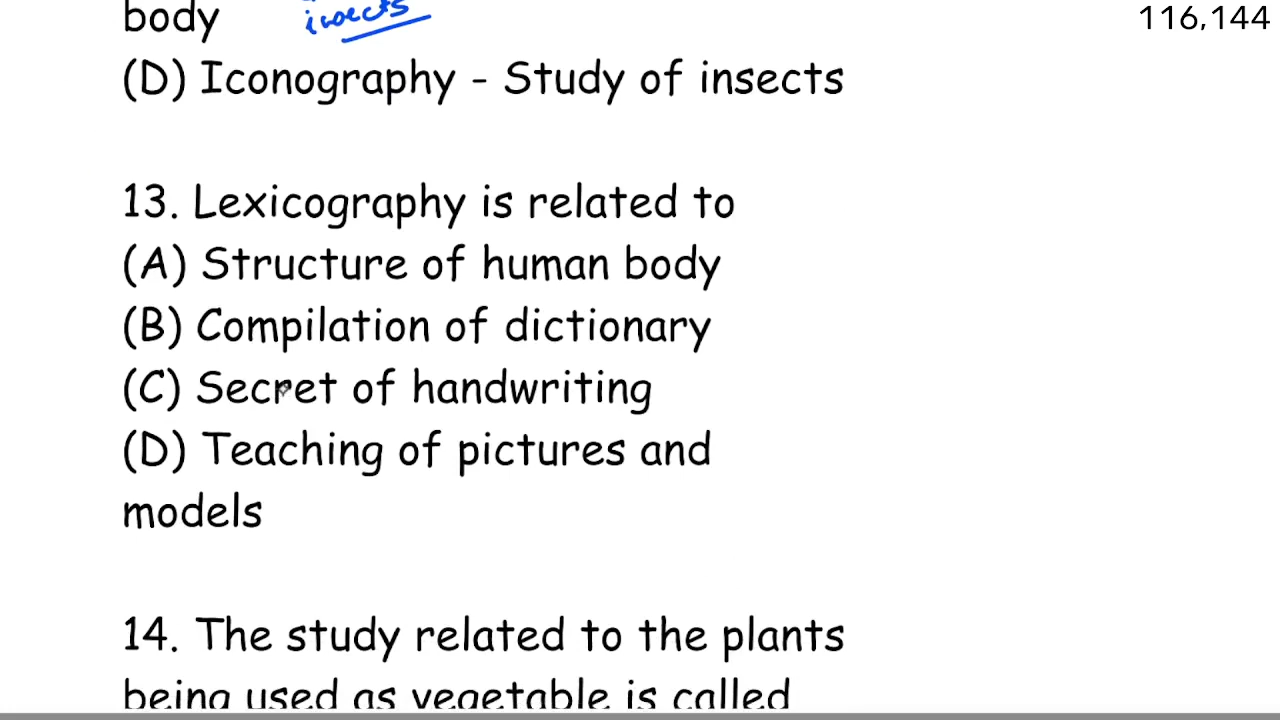 body insects 116,144
(D) Iconography - Study of insects
13. Lexicography is related to
(A) Structure of human body
(B) Compilation of dictionary
(C) Secret of handwriting
(D) Teaching of pictures and
models
14. The study related to the plants
being used as vegetable is called